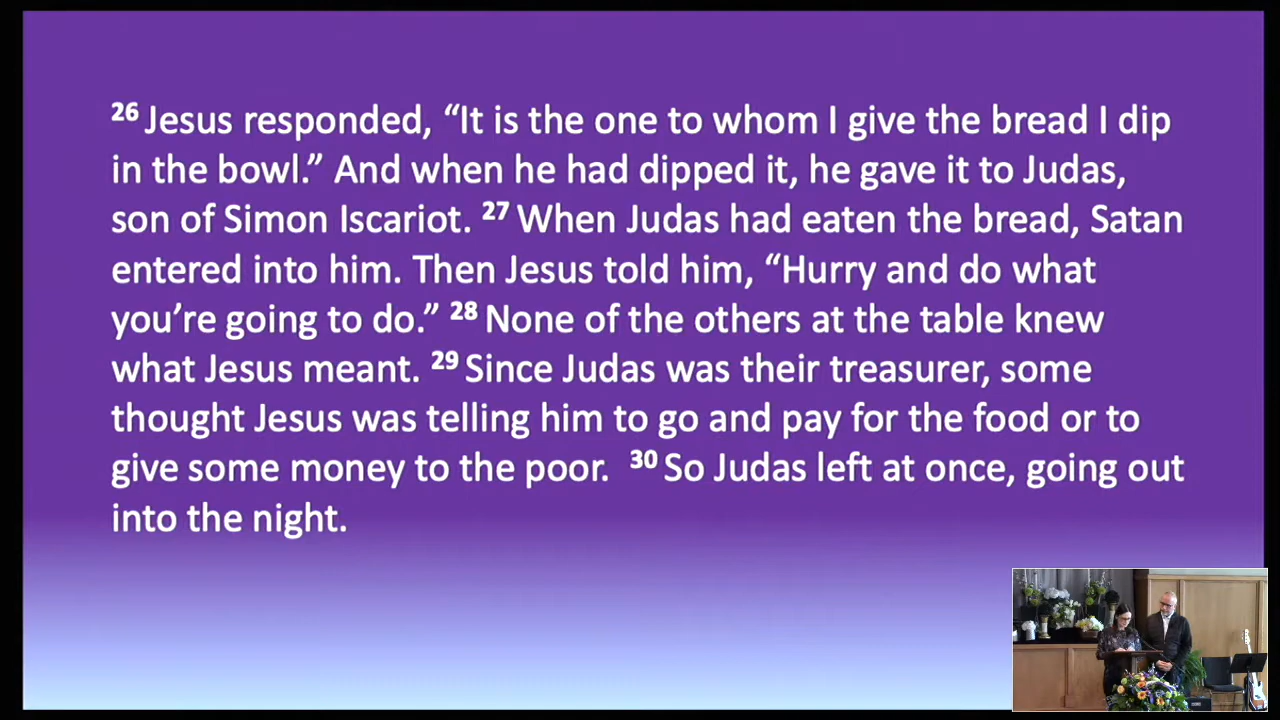 26 Jesus responded, “It is the one to whom I give the bread I dip
in the bowl.” And when he had dipped it, he gave it to Judas,
son of Simon Iscariot. 27 When Judas had eaten the bread, Satan
entered into him. Then Jesus told him, “Hurry and do what
you’re going to do.” 28 None of the others at the table knew
what Jesus meant. 29 Since Judas was their treasurer, some
thought Jesus was telling him to go and pay for the food or to
give some money to the poor. 30 So Judas left at once, going out
into the night.